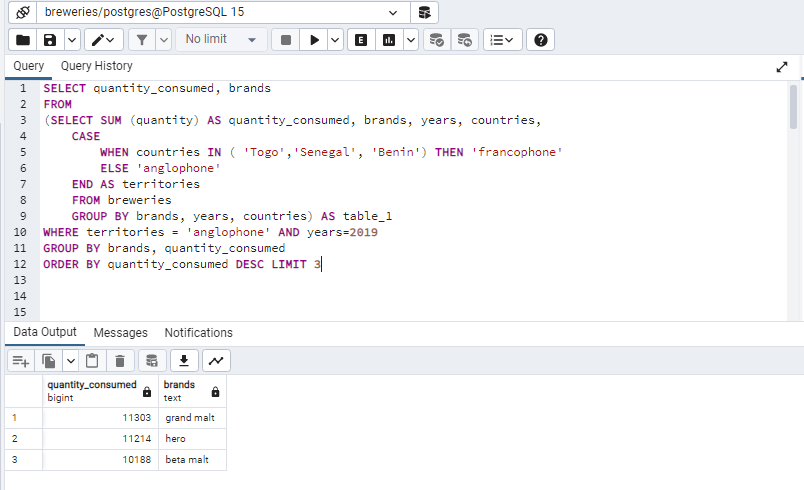 breweries/postgres@PostgreSQL 15
No limit
E
Query Query History
1 SELECT quantity_consumed, brands
2 FROM
3 (SELECT SUM (quantity) AS quantity_consumed, brands, years, countries,
4 CASE
5 WHEN countries IN ( 'Togo','Senegal', 'Benin') THEN 'francophone'
6 ELSE 'anglophone'
7 END AS territories
8 FROM breweries
9 GROUP BY brands, years, countries) AS table_1
10 WHERE territories = 'anglophone' AND years=2019
11 GROUP BY brands, quantity_consumed
12 ORDER BY quantity_consumed DESC LIMIT 3
13
14
15
Data Output Messages Notifications
quantity_consumed brands
bigint text
1 11303 grand malt
2 11214 hero
3 10188 beta malt